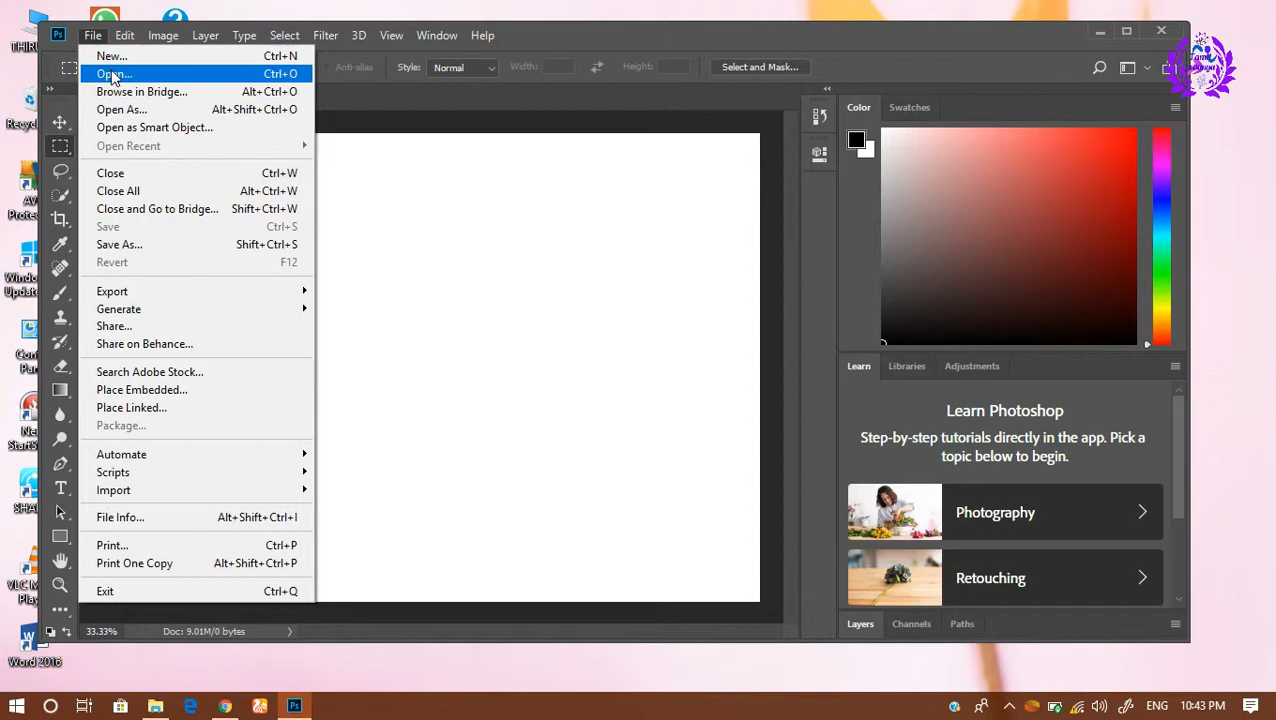 THIRU
Ps
File Edit Image Layer Type Select Filter 3D View Window Help
New... Ctrl+N
Open... Ctrl+O
Browse in Bridge... Alt+Ctrl+O
Open As... Alt+Shift+Ctrl+O
Open as Smart Object...
Open Recent
Close Ctrl+W
Close All Alt+Ctrl+W
Close and Go to Bridge... Shift+Ctrl+W
Save Ctrl+S
Save As... Shift+Ctrl+S
Revert F12
Export
Generate
Share...
Share on Behance...
Search Adobe Stock...
Place Embedded...
Place Linked...
Package...
Automate
Scripts
Import
File Info... Alt+Shift+Ctrl+I
Print... Ctrl+P
Print One Copy Alt+Shift+Ctrl+P
Exit Ctrl+Q
Anti-alias Style: Normal Width: Height: Select and Mask...
Color Swatches
Learn Libraries Adjustments
Learn Photoshop
Step-by-step tutorials directly in the app. Pick a
topic below to begin.
Photography
Retouching
Layers Channels Paths
33.33% Doc: 9.01M/0 bytes
Word 2016
Ps
ENG 10:43 PM